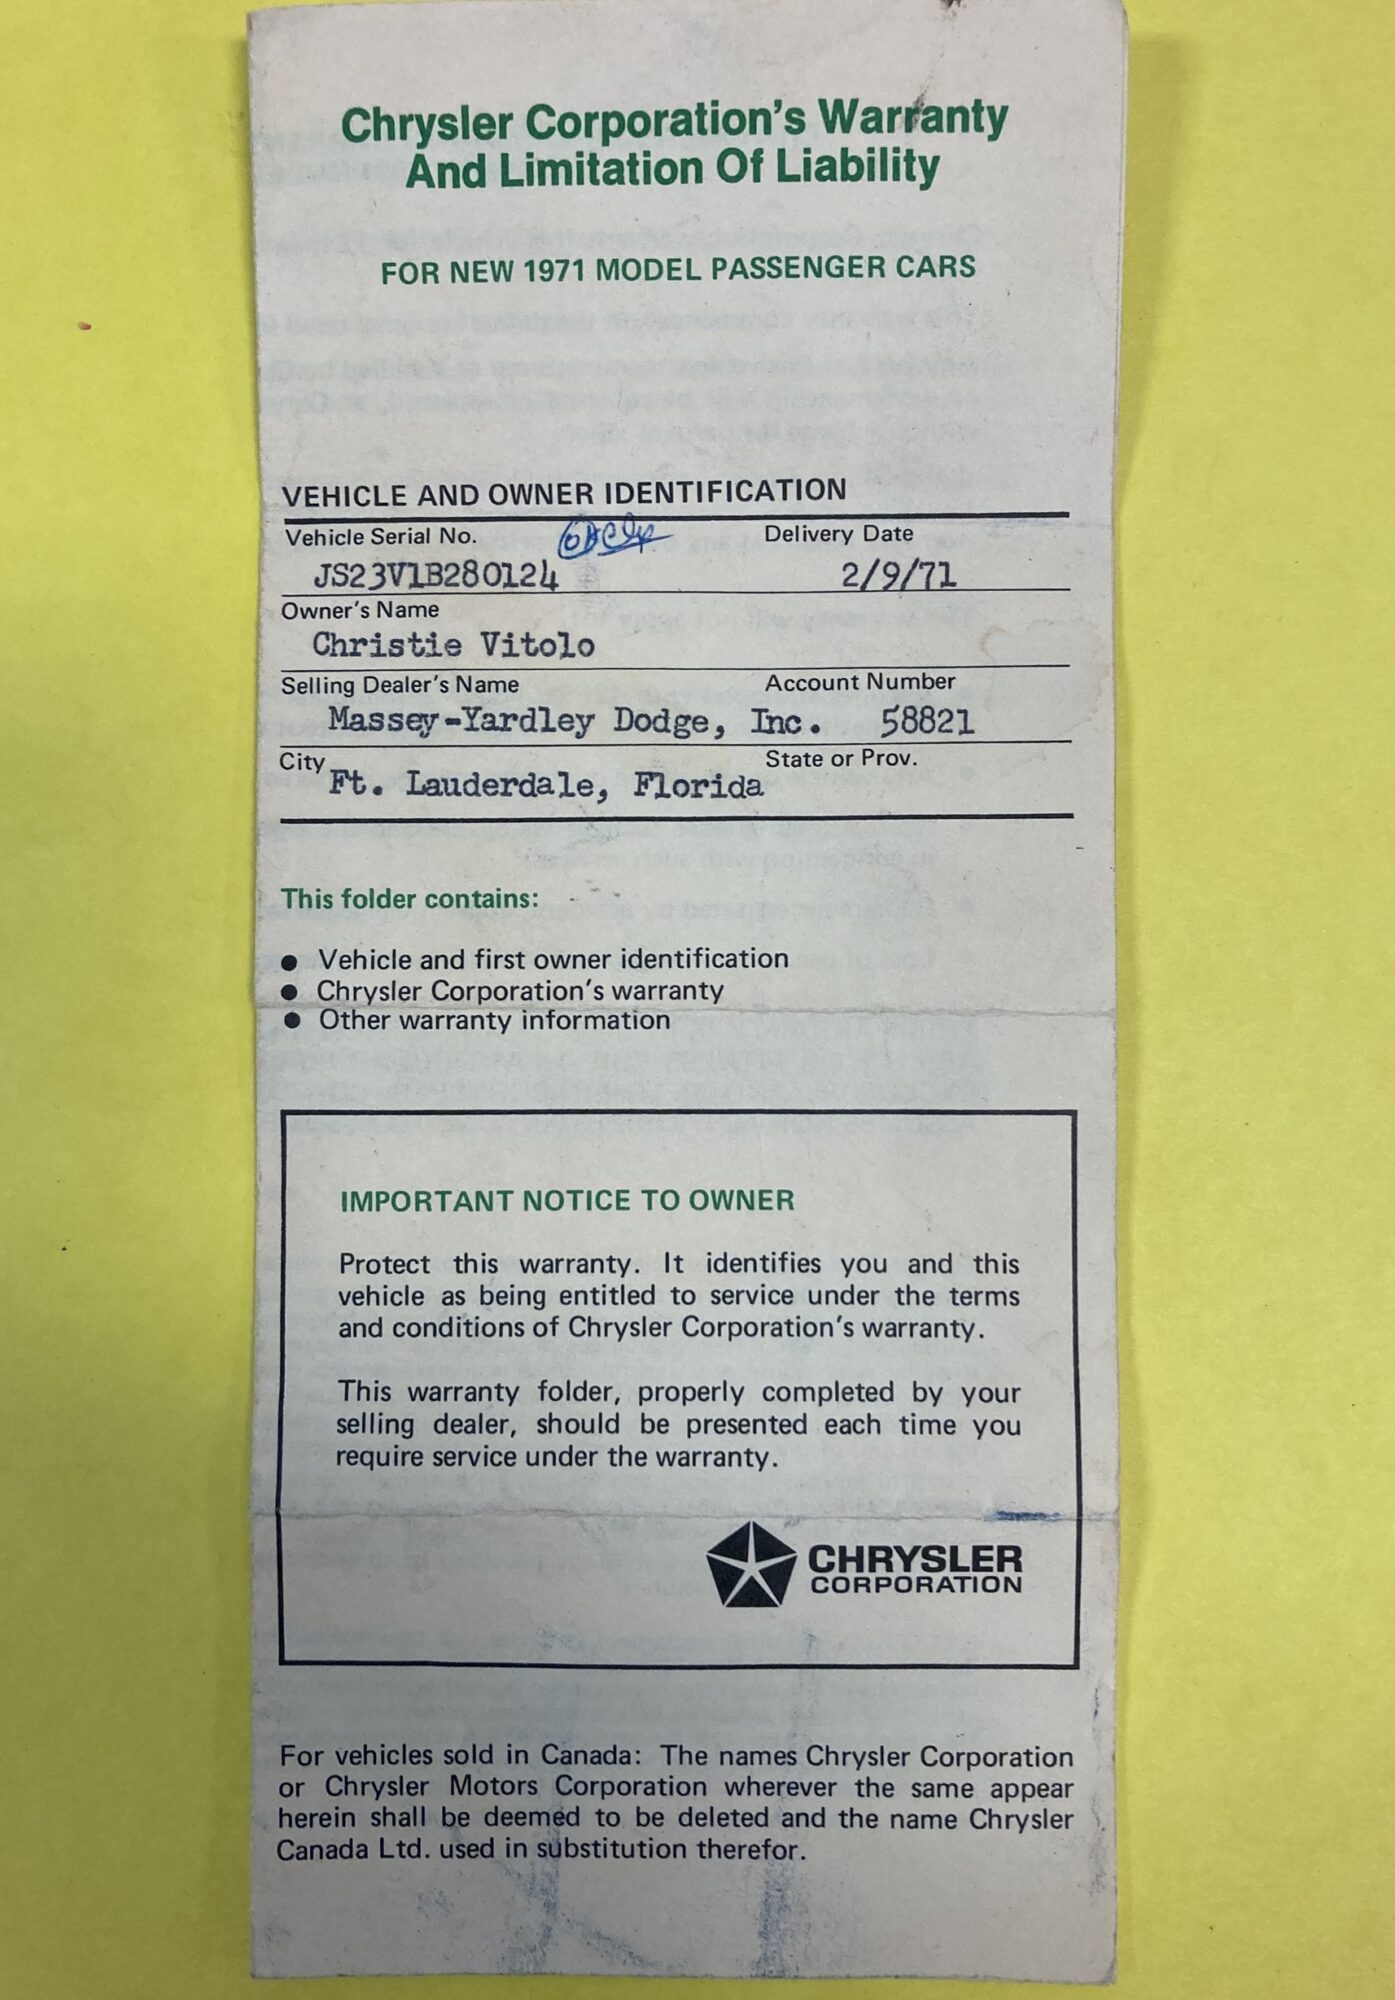 Chrysler Corporation's Warranty
And Limitation Of Liability
FOR NEW 1971 MODEL PASSENGER CARS
VEHICLE AND OWNER IDENTIFICATION
Vehicle Serial No. Delivery Date
JS23V1B280124 2/9/71
Owner's Name
Christie Vitolo
Selling Dealer's Name Account Number
Massey-Yardley Dodge, Inc. 58821
City State or Prov.
Ft. Lauderdale, Florida
This folder contains:
● Vehicle and first owner identification
● Chrysler Corporation's warranty
● Other warranty information
IMPORTANT NOTICE TO OWNER
Protect this warranty. It identifies you and this
vehicle as being entitled to service under the terms
and conditions of Chrysler Corporation's warranty.
This warranty folder, properly completed by your
selling dealer, should be presented each time you
require service under the warranty.
CHRYSLER
CORPORATION
For vehicles sold in Canada: The names Chrysler Corporation
or Chrysler Motors Corporation wherever the same appear
herein shall be deemed to be deleted and the name Chrysler
Canada Ltd. used in substitution therefor.